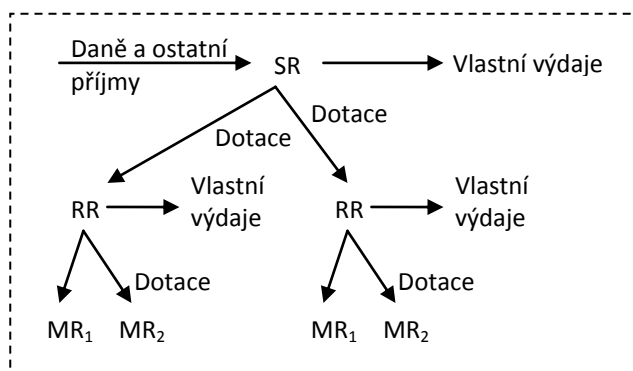 Daně a ostatní
příjmy
SR
Vlastní výdaje
Dotace
Dotace
RR
Vlastní
výdaje
RR
Vlastní
výdaje
Dotace
Dotace
MR₁
MR₂
MR₁
MR₂